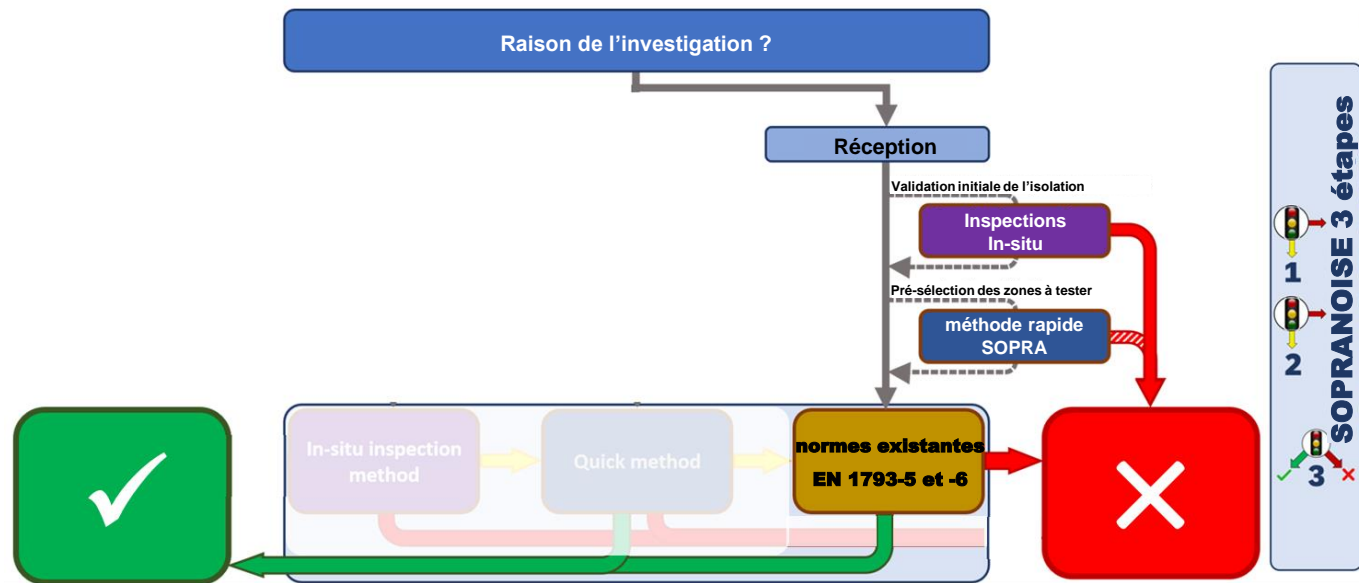 Raison de l’investigation ?
Réception
Validation initiale de l’isolation
Inspections
In-situ
Pré-sélection des zones à tester
méthode rapide
SOPRA
In-situ inspection
method
Quick method
normes existantes
EN 1793-5 et -6
SOPRANOISE 3 étapes
1
2
3